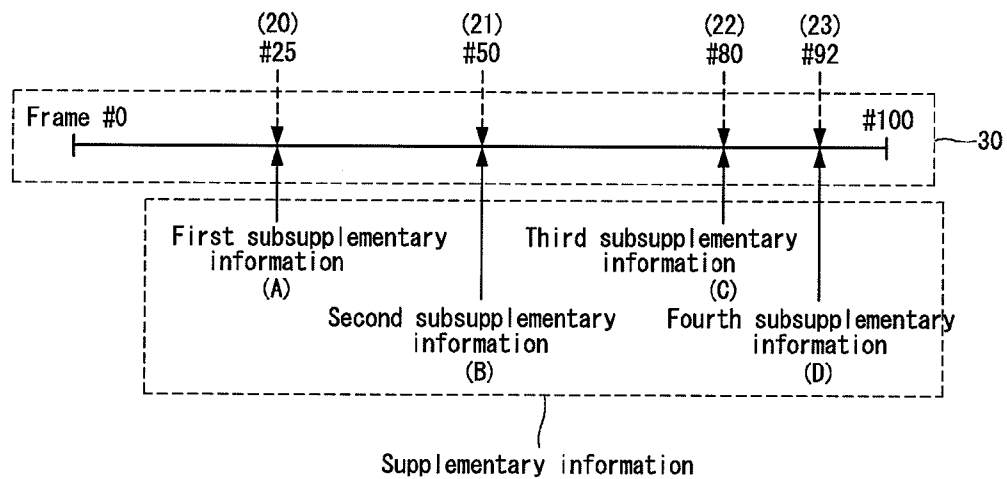 (20) (21) (22) (23)
#25 #50 #80 #92
Frame #0 #100
30
First subsupplementary
information
(A)
Third subsupplementary
information
(C)
Second subsupplementary
information
(B)
Fourth subsupplementary
information
(D)
Supplementary information